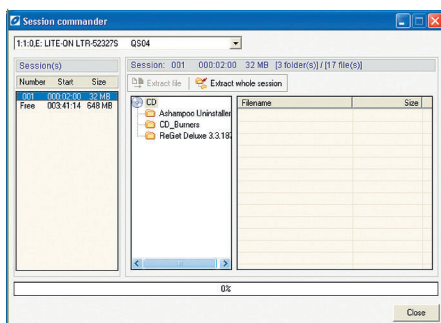 Session commander
1:1:0,E: LITE-ON LTR-52327S QS04
Session(s)
Number Start Size
001 000:02:00 32 MB
Free 003:41:14 648 MB
Session: 001 000:02:00 32 MB [3 folder(s)] / [17 file(s)]
Extract file
Extract whole session
CD
Ashampoo Uninstaller
CD_Burners
ReGet Deluxe 3.3.187
Filename Size
0%
Close